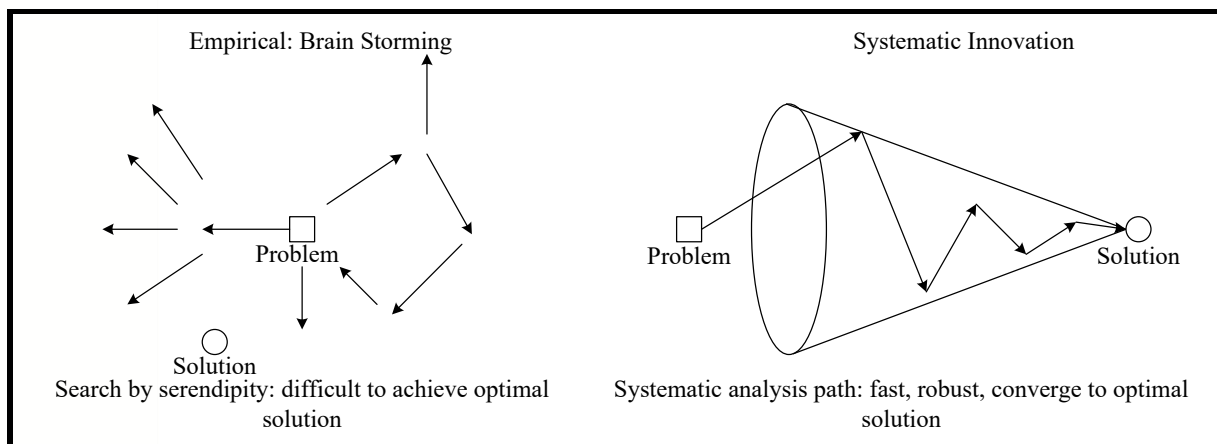 Empirical: Brain Storming
Problem
Solution
Search by serendipity: difficult to achieve optimal
solution
Systematic Innovation
Problem
Solution
Systematic analysis path: fast, robust, converge to optimal
solution